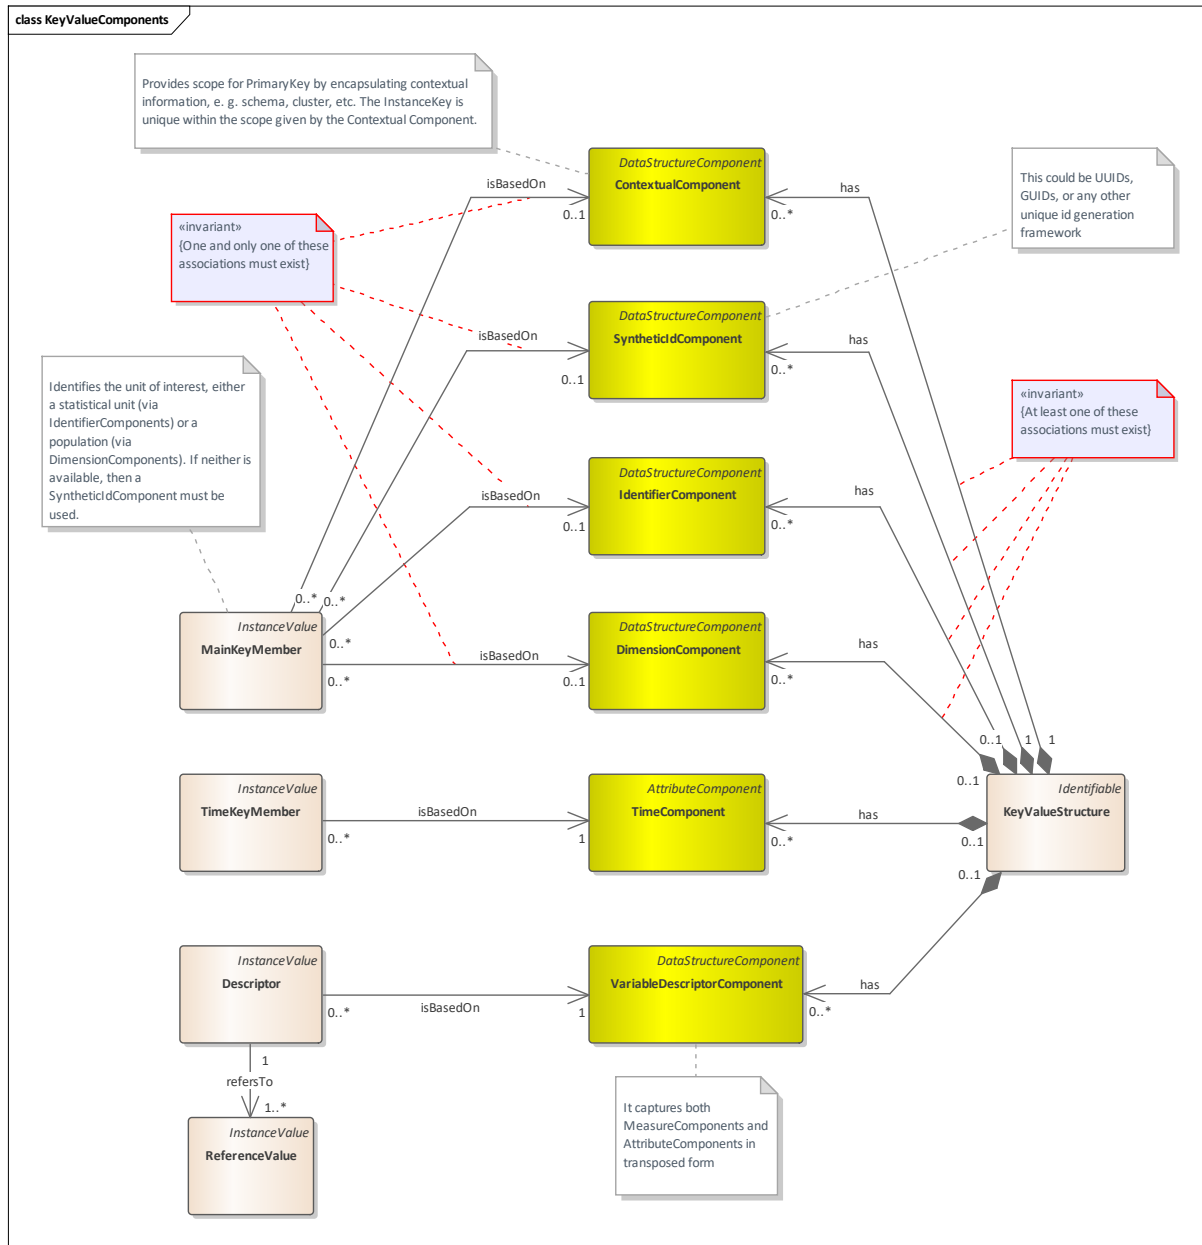 class KeyValueComponents
Provides scope for PrimaryKey by encapsulating contextual
information, e. g. schema, cluster, etc. The InstanceKey is
unique within the scope given by the Contextual Component.
DataStructureComponent
ContextualComponent
isBasedOn
0..1
has
0..*
This could be UUIDs,
GUIDs, or any other
unique id generation
framework
«invariant»
{One and only one of these
associations must exist}
DataStructureComponent
SyntheticIdComponent
isBasedOn
0..1
has
0..*
Identifies the unit of interest, either
a statistical unit (via
IdentifierComponents) or a
population (via
DimensionComponents). If neither is
available, then a
SyntheticIdComponent must be
used.
«invariant»
{At least one of these
associations must exist}
DataStructureComponent
IdentifierComponent
isBasedOn
0..1
has
0..*
0..*
0..*
0..*
InstanceValue
MainKeyMember
0..*
isBasedOn
0..1
DataStructureComponent
DimensionComponent
has
0..*
0..1
1
1
0..1
InstanceValue
TimeKeyMember
isBasedOn
0..*
1
AttributeComponent
TimeComponent
has
0..*
0..1
Identifiable
KeyValueStructure
0..1
InstanceValue
Descriptor
0..*
isBasedOn
1
DataStructureComponent
VariableDescriptorComponent
has
0..*
1
refersTo
1..*
InstanceValue
ReferenceValue
It captures both
MeasureComponents and
AttributeComponents in
transposed form